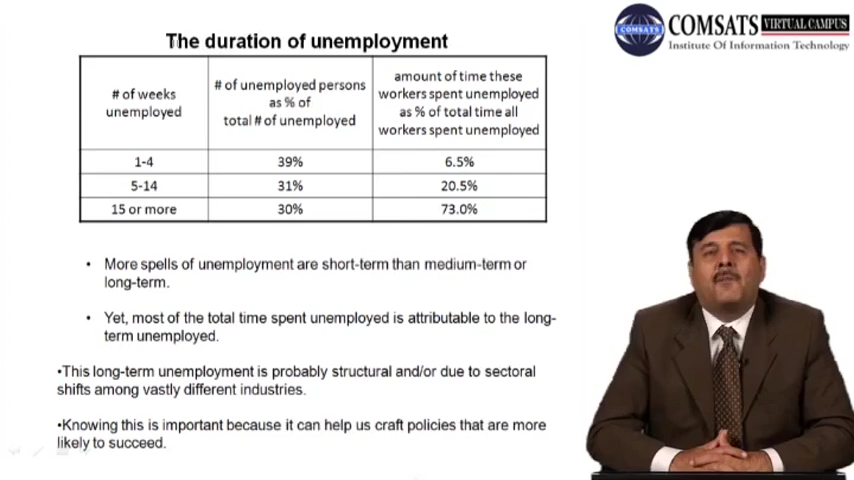 The duration of unemployment
COMSATS
COMSATS VIRTUAL CAMPUS
Institute Of Information Technology
# of weeks
unemployed
# of unemployed persons
as % of
total # of unemployed
amount of time these
workers spent unemployed
as % of total time all
workers spent unemployed
1-4 39% 6.5%
5-14 31% 20.5%
15 or more 30% 73.0%
• More spells of unemployment are short-term than medium-term or
long-term.
• Yet, most of the total time spent unemployed is attributable to the long-
term unemployed.
•This long-term unemployment is probably structural and/or due to sectoral
shifts among vastly different industries.
•Knowing this is important because it can help us craft policies that are more
likely to succeed.